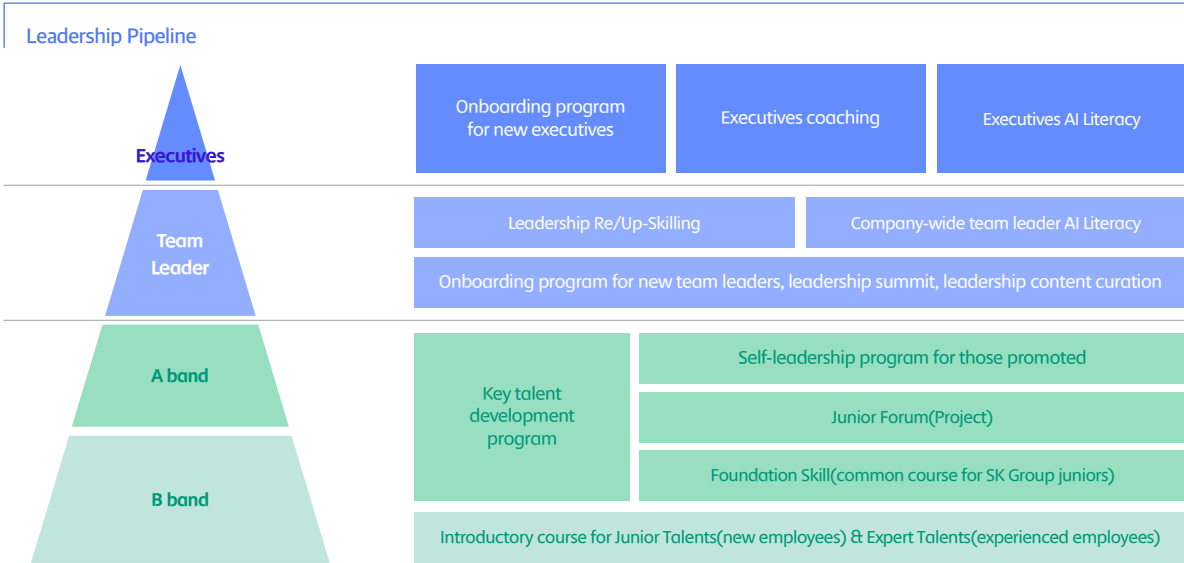 Leadership Pipeline
Executives
Onboarding program
for new executives
Executives coaching
Executives AI Literacy
Team
Leader
Leadership Re/Up-Skilling
Company-wide team leader AI Literacy
Onboarding program for new team leaders, leadership summit, leadership content curation
A band
Key talent
development
program
Self-leadership program for those promoted
Junior Forum(Project)
Foundation Skill(common course for SK Group juniors)
B band
Introductory course for Junior Talents(new employees) & Expert Talents(experienced employees)